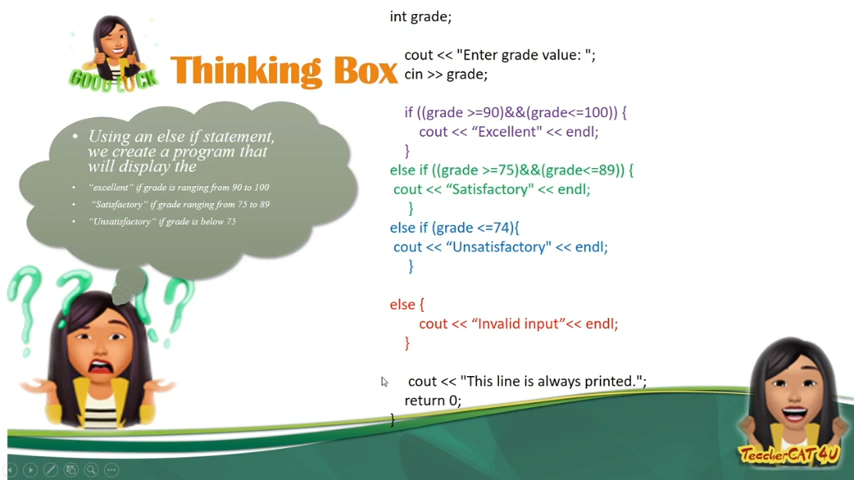 GOOD LUCK
Thinking Box
• Using an else if statement,
we create a program that
will display the
• "excellent" if grade is ranging from 90 to 100
• "Satisfactory" if grade ranging from 75 to 89
• "Unsatisfactory" if grade is below 75
int grade;
cout << "Enter grade value: ";
cin >> grade;
if ((grade >=90)&&(grade<=100)) {
cout << “Excellent" << endl;
}
else if ((grade >=75)&&(grade<=89)) {
cout << “Satisfactory" << endl;
}
else if (grade <=74){
cout << “Unsatisfactory" << endl;
}
else {
cout << “Invalid input”<< endl;
}
cout << "This line is always printed.";
return 0;
}
TeacherCAT 4U